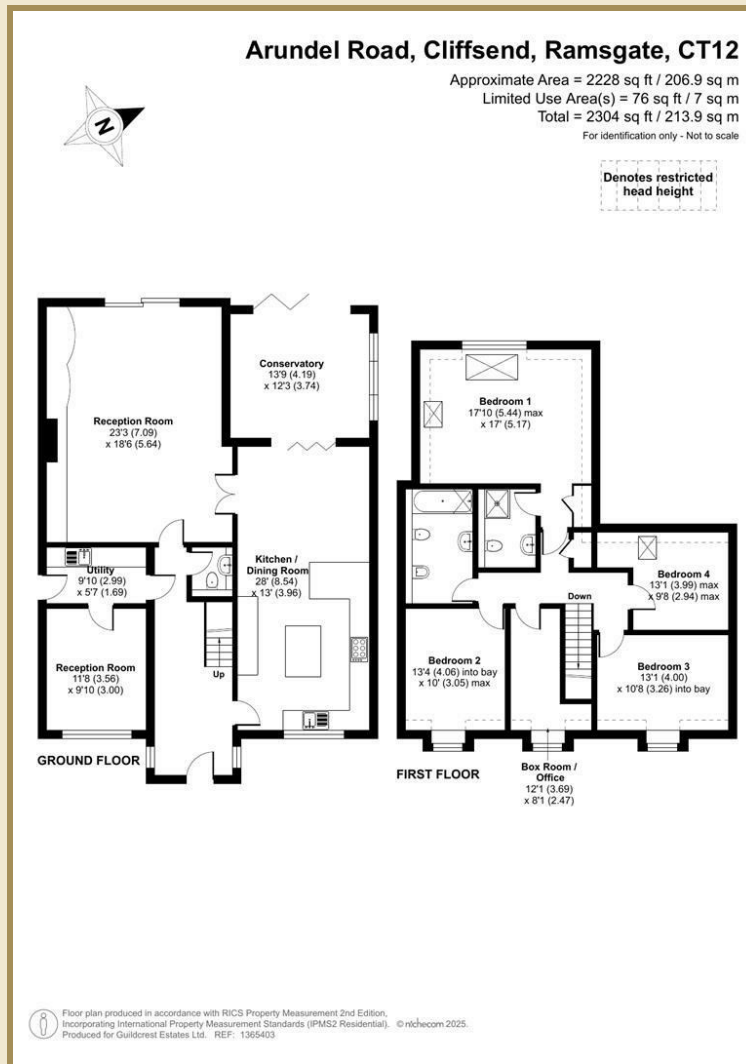 Arundel Road, Cliffsend, Ramsgate, CT12
Approximate Area = 2228 sq ft / 206.9 sq m
Limited Use Area(s) = 76 sq ft / 7 sq m
Total = 2304 sq ft / 213.9 sq m
For identification only - Not to scale
N
Denotes restricted
head height
Conservatory
13'9 (4.19)
x 12'3 (3.74)
Reception Room
23'3 (7.09)
x 18'6 (5.64)
Utility
9'10 (2.99)
x 5'7 (1.69)
Kitchen /
Dining Room
28' (8.54)
x 13' (3.96)
Reception Room
11'8 (3.56)
x 9'10 (3.00)
Up
GROUND FLOOR
Bedroom 1
17'10 (5.44) max
x 17' (5.17)
Bedroom 4
13'1 (3.99) max
x 9'8 (2.94) max
Down
Bedroom 2
13'4 (4.06) into bay
x 10' (3.05) max
Bedroom 3
13'1 (4.00)
x 10'8 (3.26) into bay
FIRST FLOOR
Box Room /
Office
12'1 (3.69)
x 8'1 (2.47)
Floor plan produced in accordance with RICS Property Measurement 2nd Edition,
Incorporating International Property Measurement Standards (IPMS2 Residential). © nichecom 2025.
Produced for Guildcrest Estates Ltd. REF: 1365403